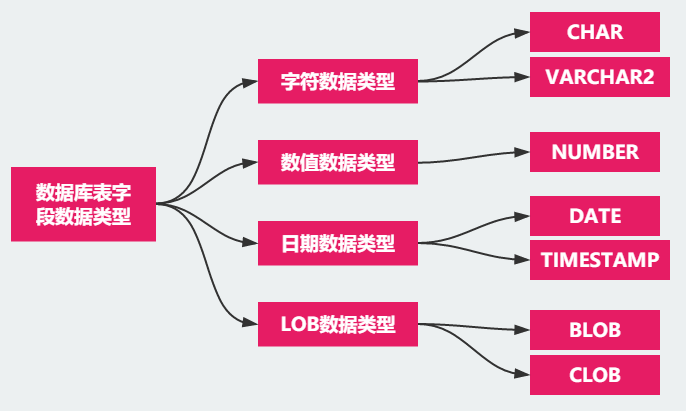 数据库表字
段数据类型
字符数据类型
CHAR
VARCHAR2
数值数据类型
NUMBER
日期数据类型
DATE
TIMESTAMP
LOB数据类型
BLOB
CLOB